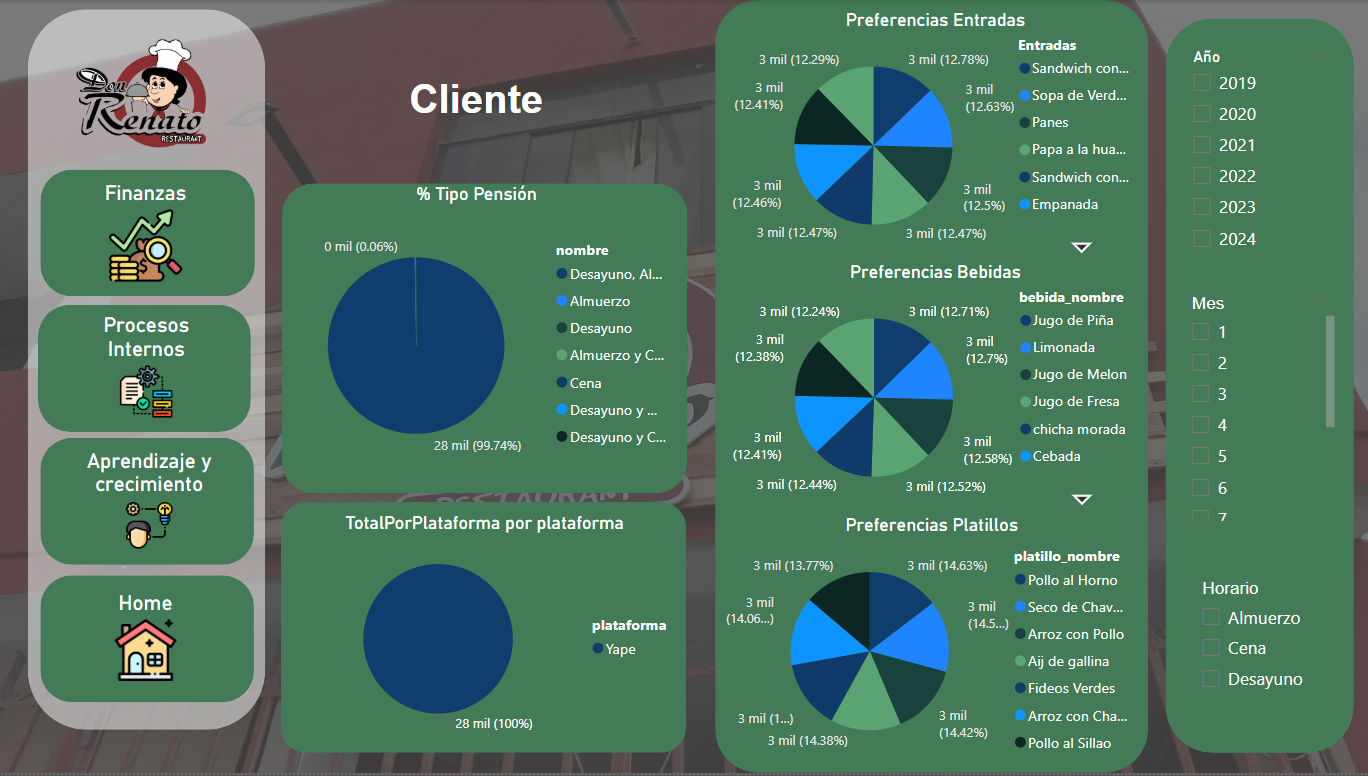 Don
Renato
RESTAURANT
Finanzas
Procesos
Internos
Aprendizaje y
crecimiento
Home
Cliente
% Tipo Pensión
0 mil (0.06%)
28 mil (99.74%)
nombre
Desayuno, Al...
Almuerzo
Desayuno
Almuerzo y C...
Cena
Desayuno y ...
Desayuno y C...
RESTAURANT
TotalPorPlataforma por plataforma
28 mil (100%)
plataforma
Yape
Preferencias Entradas
3 mil (12.29%)
3 mil (12.78%)
3 mil
(12.41%)
3 mil
(12.63%)
3 mil
(12.46%)
3 mil
(12.5%)
3 mil (12.47%)
3 mil (12.47%)
Entradas
Sandwich con...
Sopa de Verd...
Panes
Papa a la hua...
Sandwich con...
Empanada
Preferencias Bebidas
3 mil (12.24%)
3 mil (12.71%)
3 mil
(12.38%)
3 mil
(12.7%)
3 mil
(12.41%)
3 mil
(12.58%)
3 mil (12.44%)
3 mil (12.52%)
bebida_nombre
Jugo de Piña
Limonada
Jugo de Melon
Jugo de Fresa
chicha morada
Cebada
Preferencias Platillos
3 mil (13.77%)
3 mil (14.63%)
3 mil
(14.06...)
3 mil
(14.5...)
3 mil (1...)
3 mil
(14.42%)
3 mil (14.38%)
platillo_nombre
Pollo al Horno
Seco de Chav...
Arroz con Pollo
Aij de gallina
Fideos Verdes
Arroz con Cha...
Pollo al Sillao
Año
2019
2020
2021
2022
2023
2024
Mes
1
2
3
4
5
6
7
Horario
Almuerzo
Cena
Desayuno